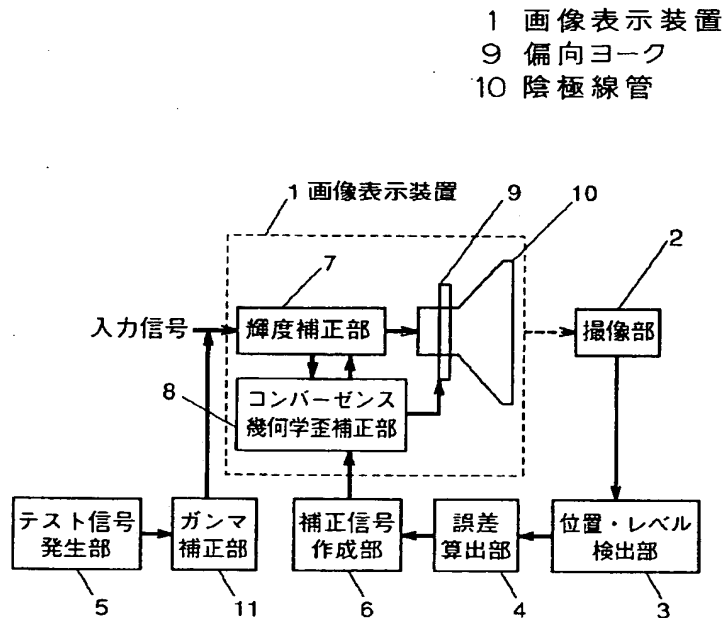 1 画像表示装置
9 偏向ヨーク
10 陰極線管
1 画像表示装置
9
10
7
2
入力信号
輝度補正部
撮像部
8
コンバーゼンス
幾何学歪補正部
テスト信号
発生部
ガンマ
補正部
補正信号
作成部
誤差
算出部
位置・レベル
検出部
5
11
6
4
3